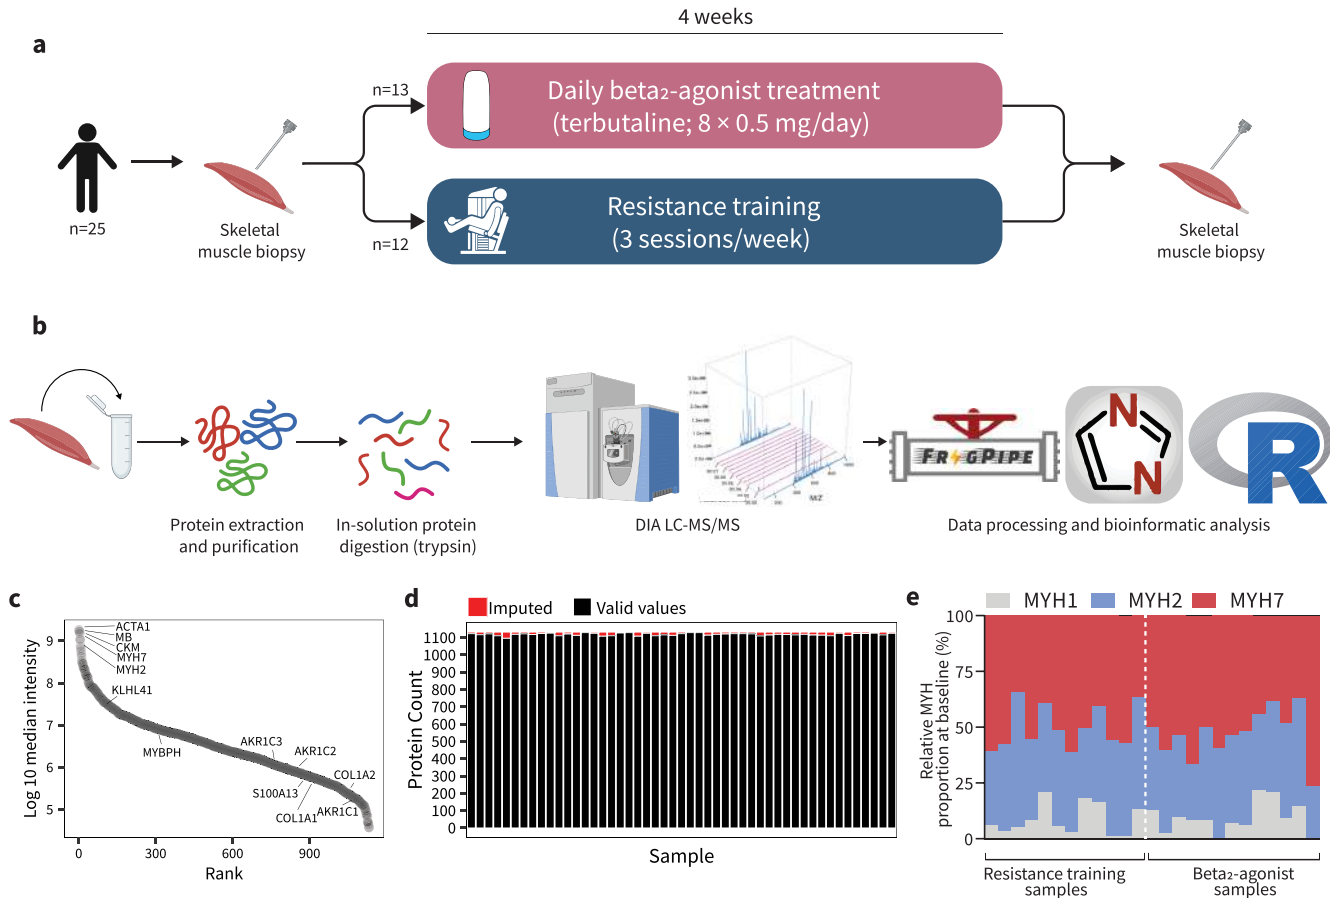 4 weeks
a
n=13
Daily beta₂-agonist treatment
(terbutaline; 8 × 0.5 mg/day)
n=25
Skeletal
muscle biopsy
n=12
Resistance training
(3 sessions/week)
Skeletal
muscle biopsy
b
FRAGPIPE
N
N
R
M/Z
Protein extraction
and purification
In-solution protein
digestion (trypsin)
DIA LC-MS/MS
Data processing and bioinformatic analysis
c
Log 10 median intensity
9
8
7
6
5
ACTA1
MB
CKM
MYH7
MYH2
KLHL41
MYBPH
AKR1C3
AKR1C2
COL1A2
S100A13
COL1A1
AKR1C1
0
300
600
900
Rank
d
Imputed
Valid values
Protein Count
1100
1000
900
800
700
600
500
400
300
200
100
0
Sample
e
MYH1
MYH2
MYH7
Relative MYH
proportion at baseline (%)
100
75
50
25
0
Resistance training
samples
Beta₂-agonist
samples